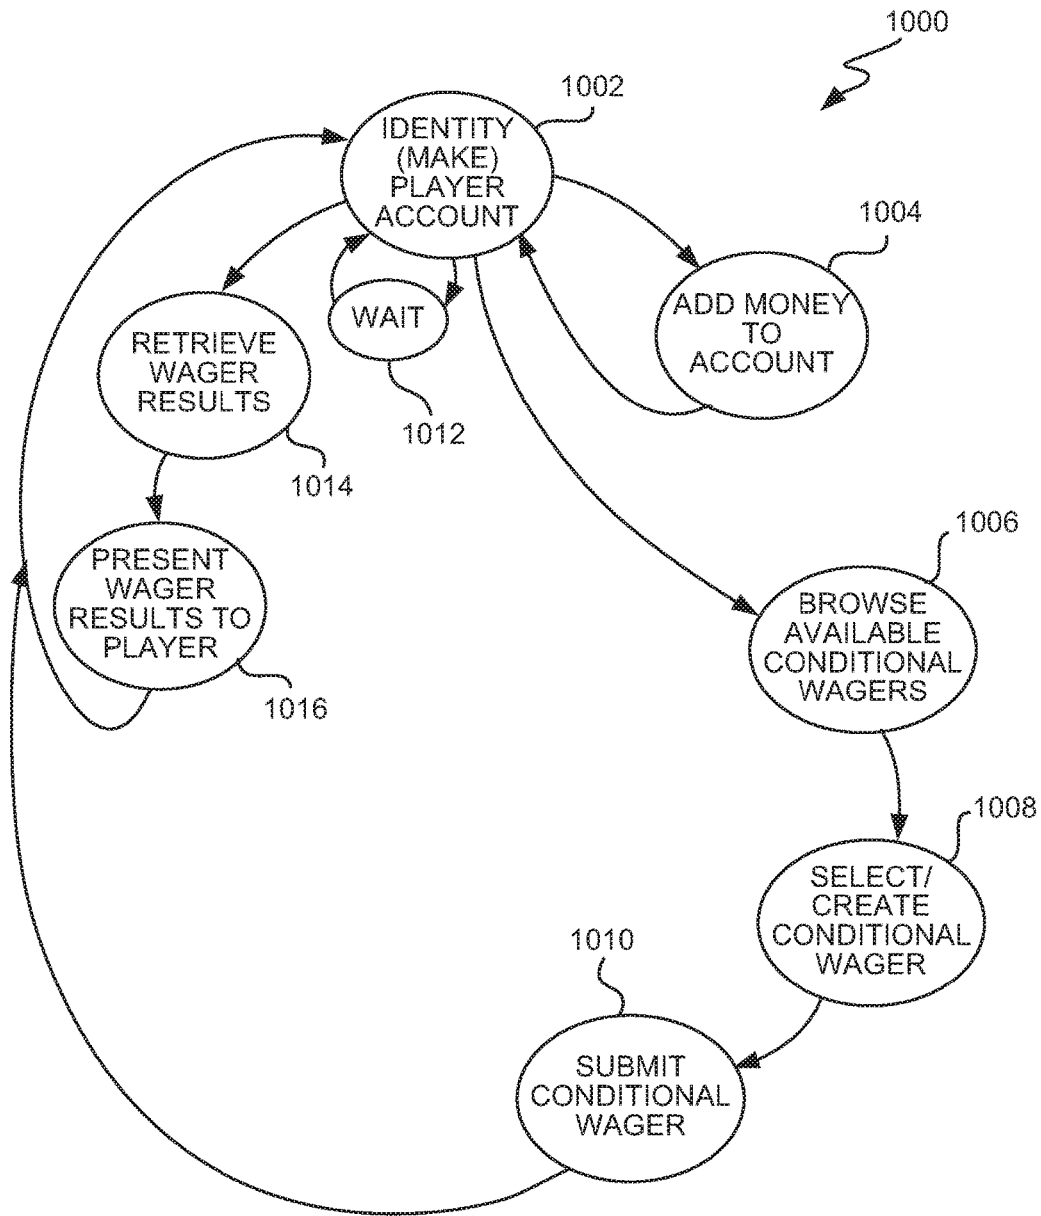 1000
1002
IDENTITY
(MAKE)
PLAYER
ACCOUNT
1004
ADD MONEY
TO
ACCOUNT
WAIT
1012
RETRIEVE
WAGER
RESULTS
1014
PRESENT
WAGER
RESULTS TO
PLAYER
1016
1006
BROWSE
AVAILABLE
CONDITIONAL
WAGERS
1008
SELECT/
CREATE
CONDITIONAL
WAGER
1010
SUBMIT
CONDITIONAL
WAGER